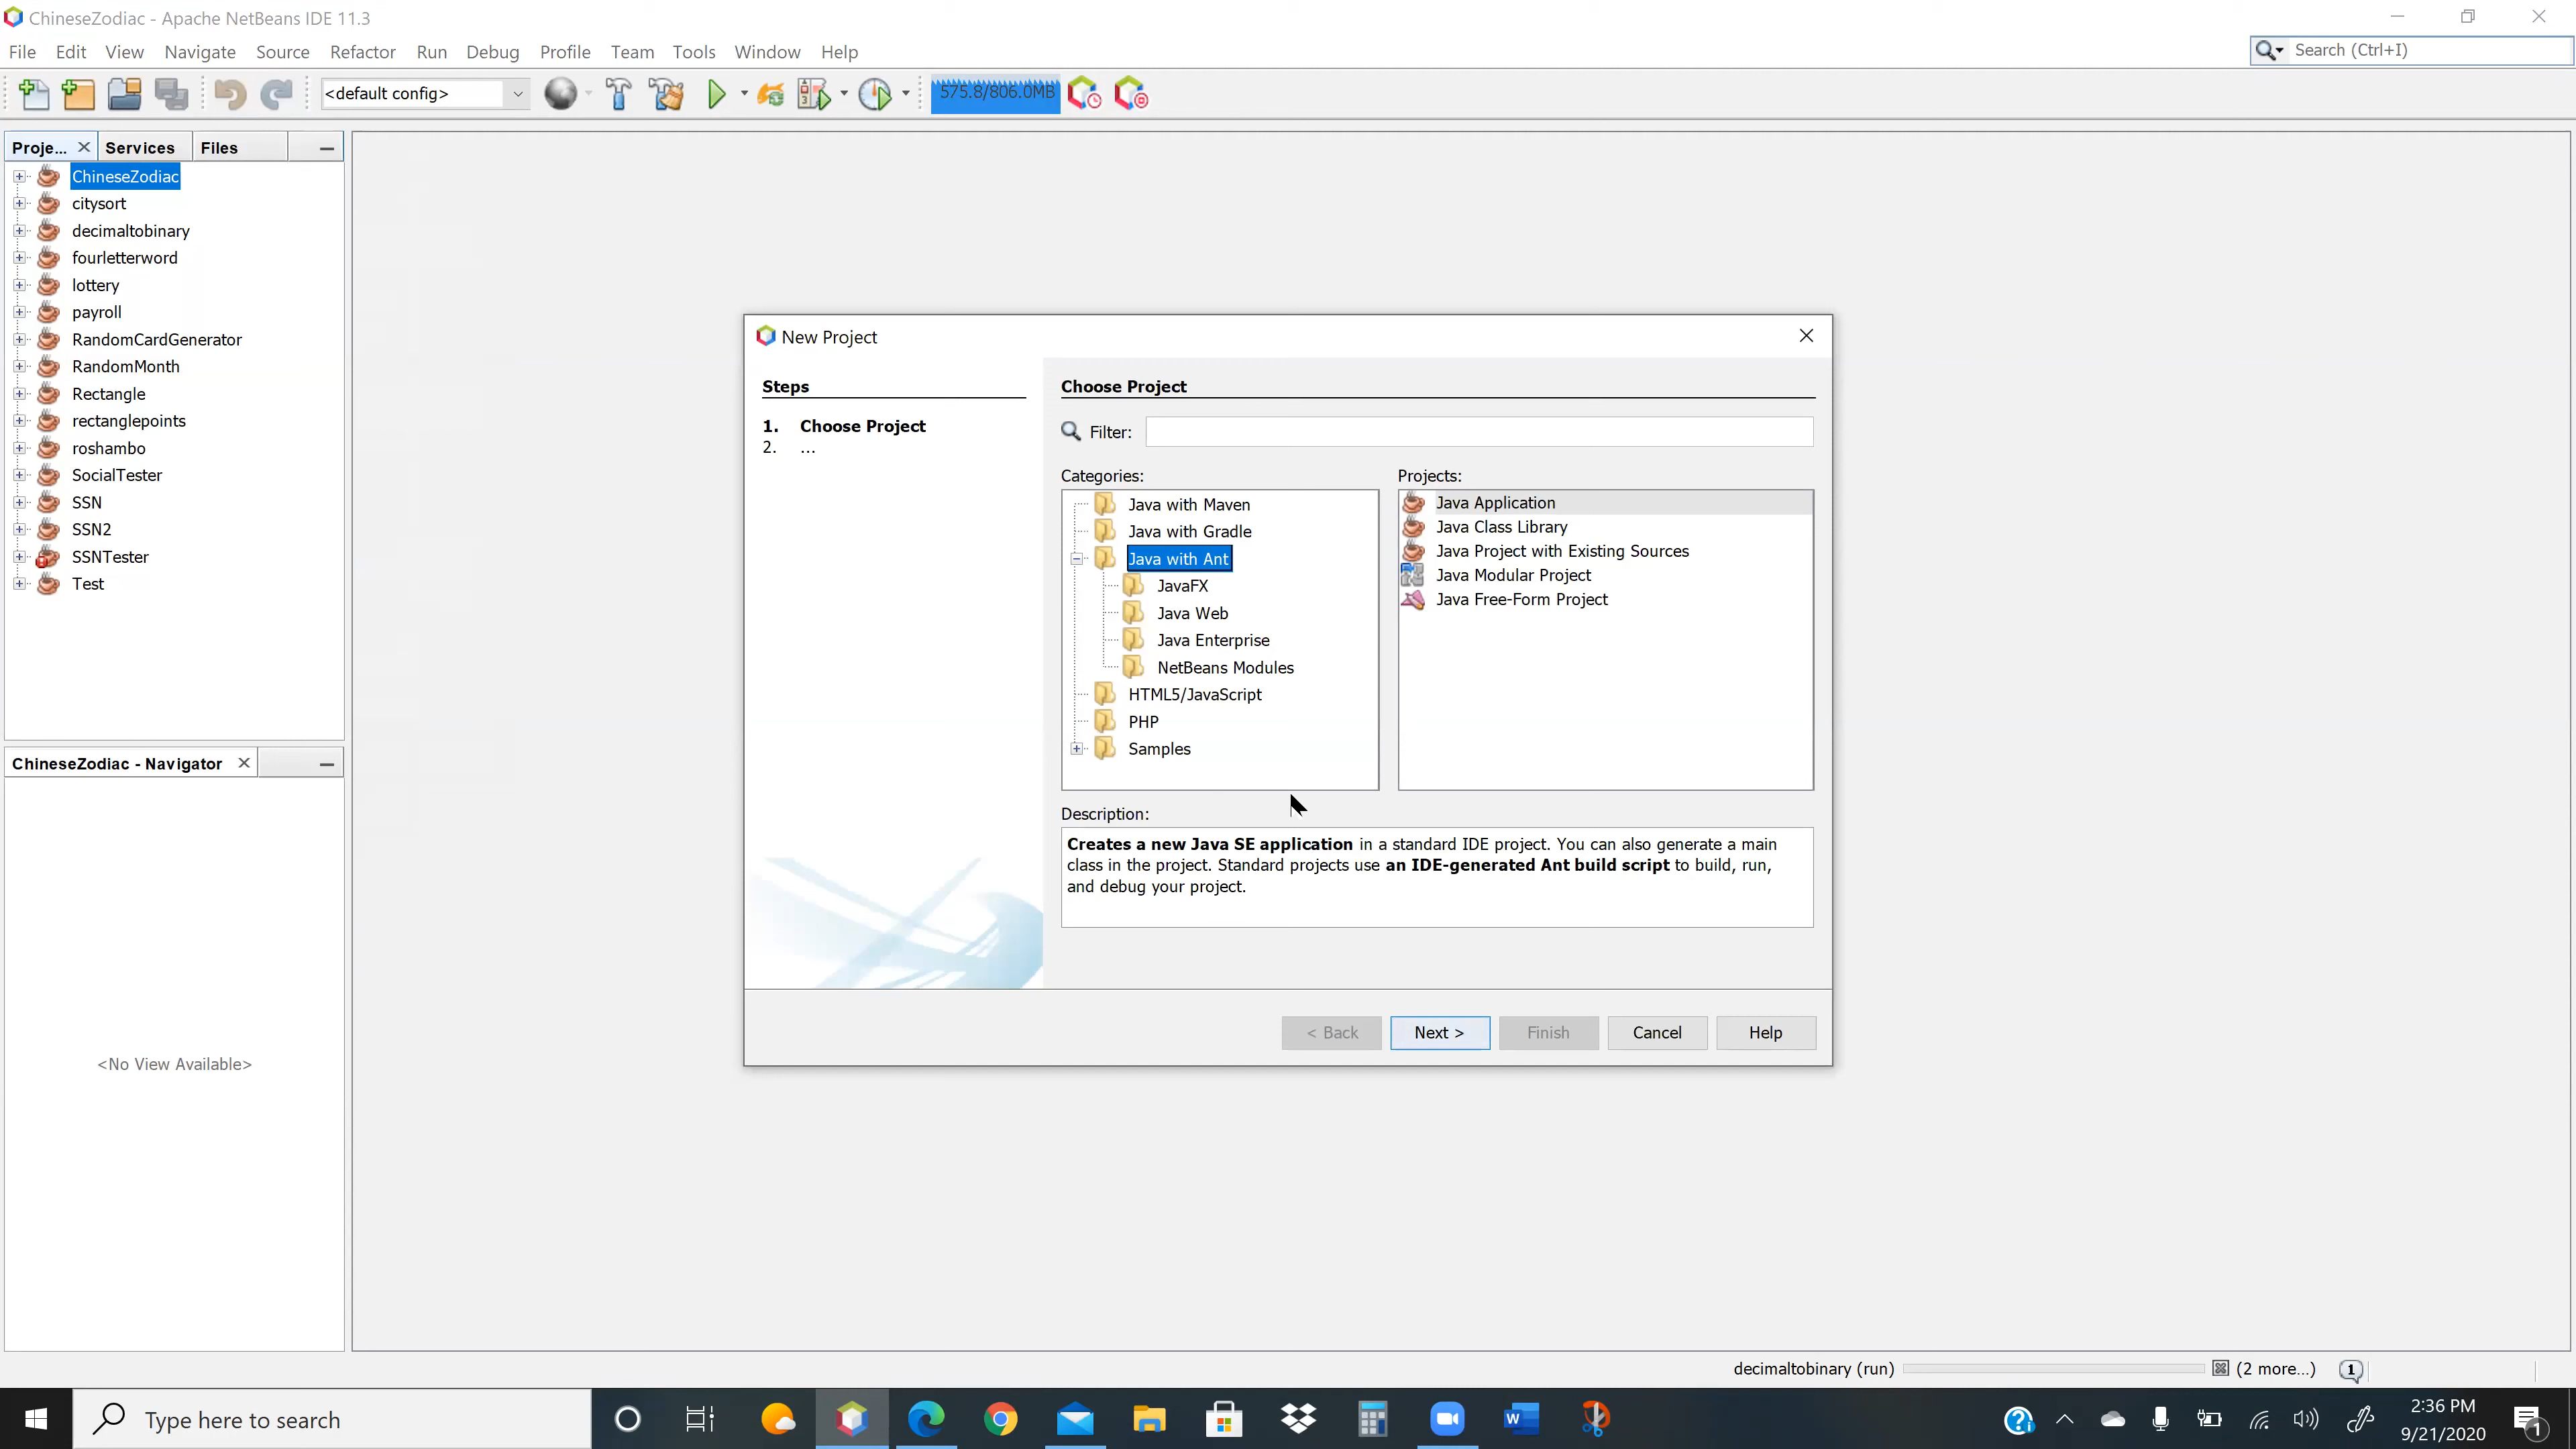 ChineseZodiac - Apache NetBeans IDE 11.3
File Edit View Navigate Source Refactor Run Debug Profile Team Tools Window Help
Search (Ctrl+I)
<default config>
575.8/806.0MB
Proje... Services Files
ChineseZodiac
citysort
decimaltobinary
fourletterword
lottery
payroll
RandomCardGenerator
RandomMonth
Rectangle
rectanglepoints
roshambo
SocialTester
SSN
SSN2
SSNTester
Test
ChineseZodiac - Navigator
<No View Available>
New Project
Steps
1. Choose Project
2. ...
Choose Project
Filter:
Categories:
Java with Maven
Java with Gradle
Java with Ant
JavaFX
Java Web
Java Enterprise
NetBeans Modules
HTML5/JavaScript
PHP
Samples
Projects:
Java Application
Java Class Library
Java Project with Existing Sources
Java Modular Project
Java Free-Form Project
Description:
Creates a new Java SE application in a standard IDE project. You can also generate a main
class in the project. Standard projects use an IDE-generated Ant build script to build, run,
and debug your project.
< Back Next > Finish Cancel Help
decimaltobinary (run) (2 more...) 1
Type here to search
2:36 PM
9/21/2020
1